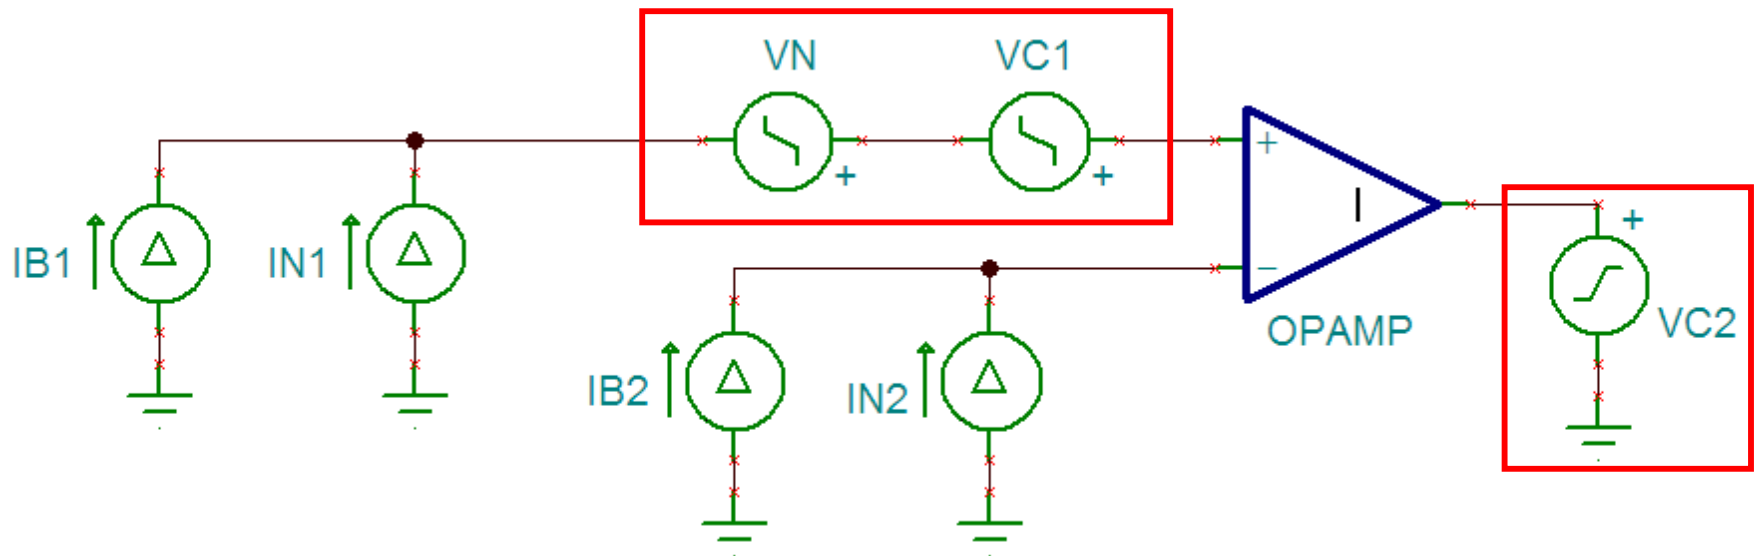 VN
VC1
+
+
+
IB1
IN1
−
+
OPAMP
VC2
IB2
IN2